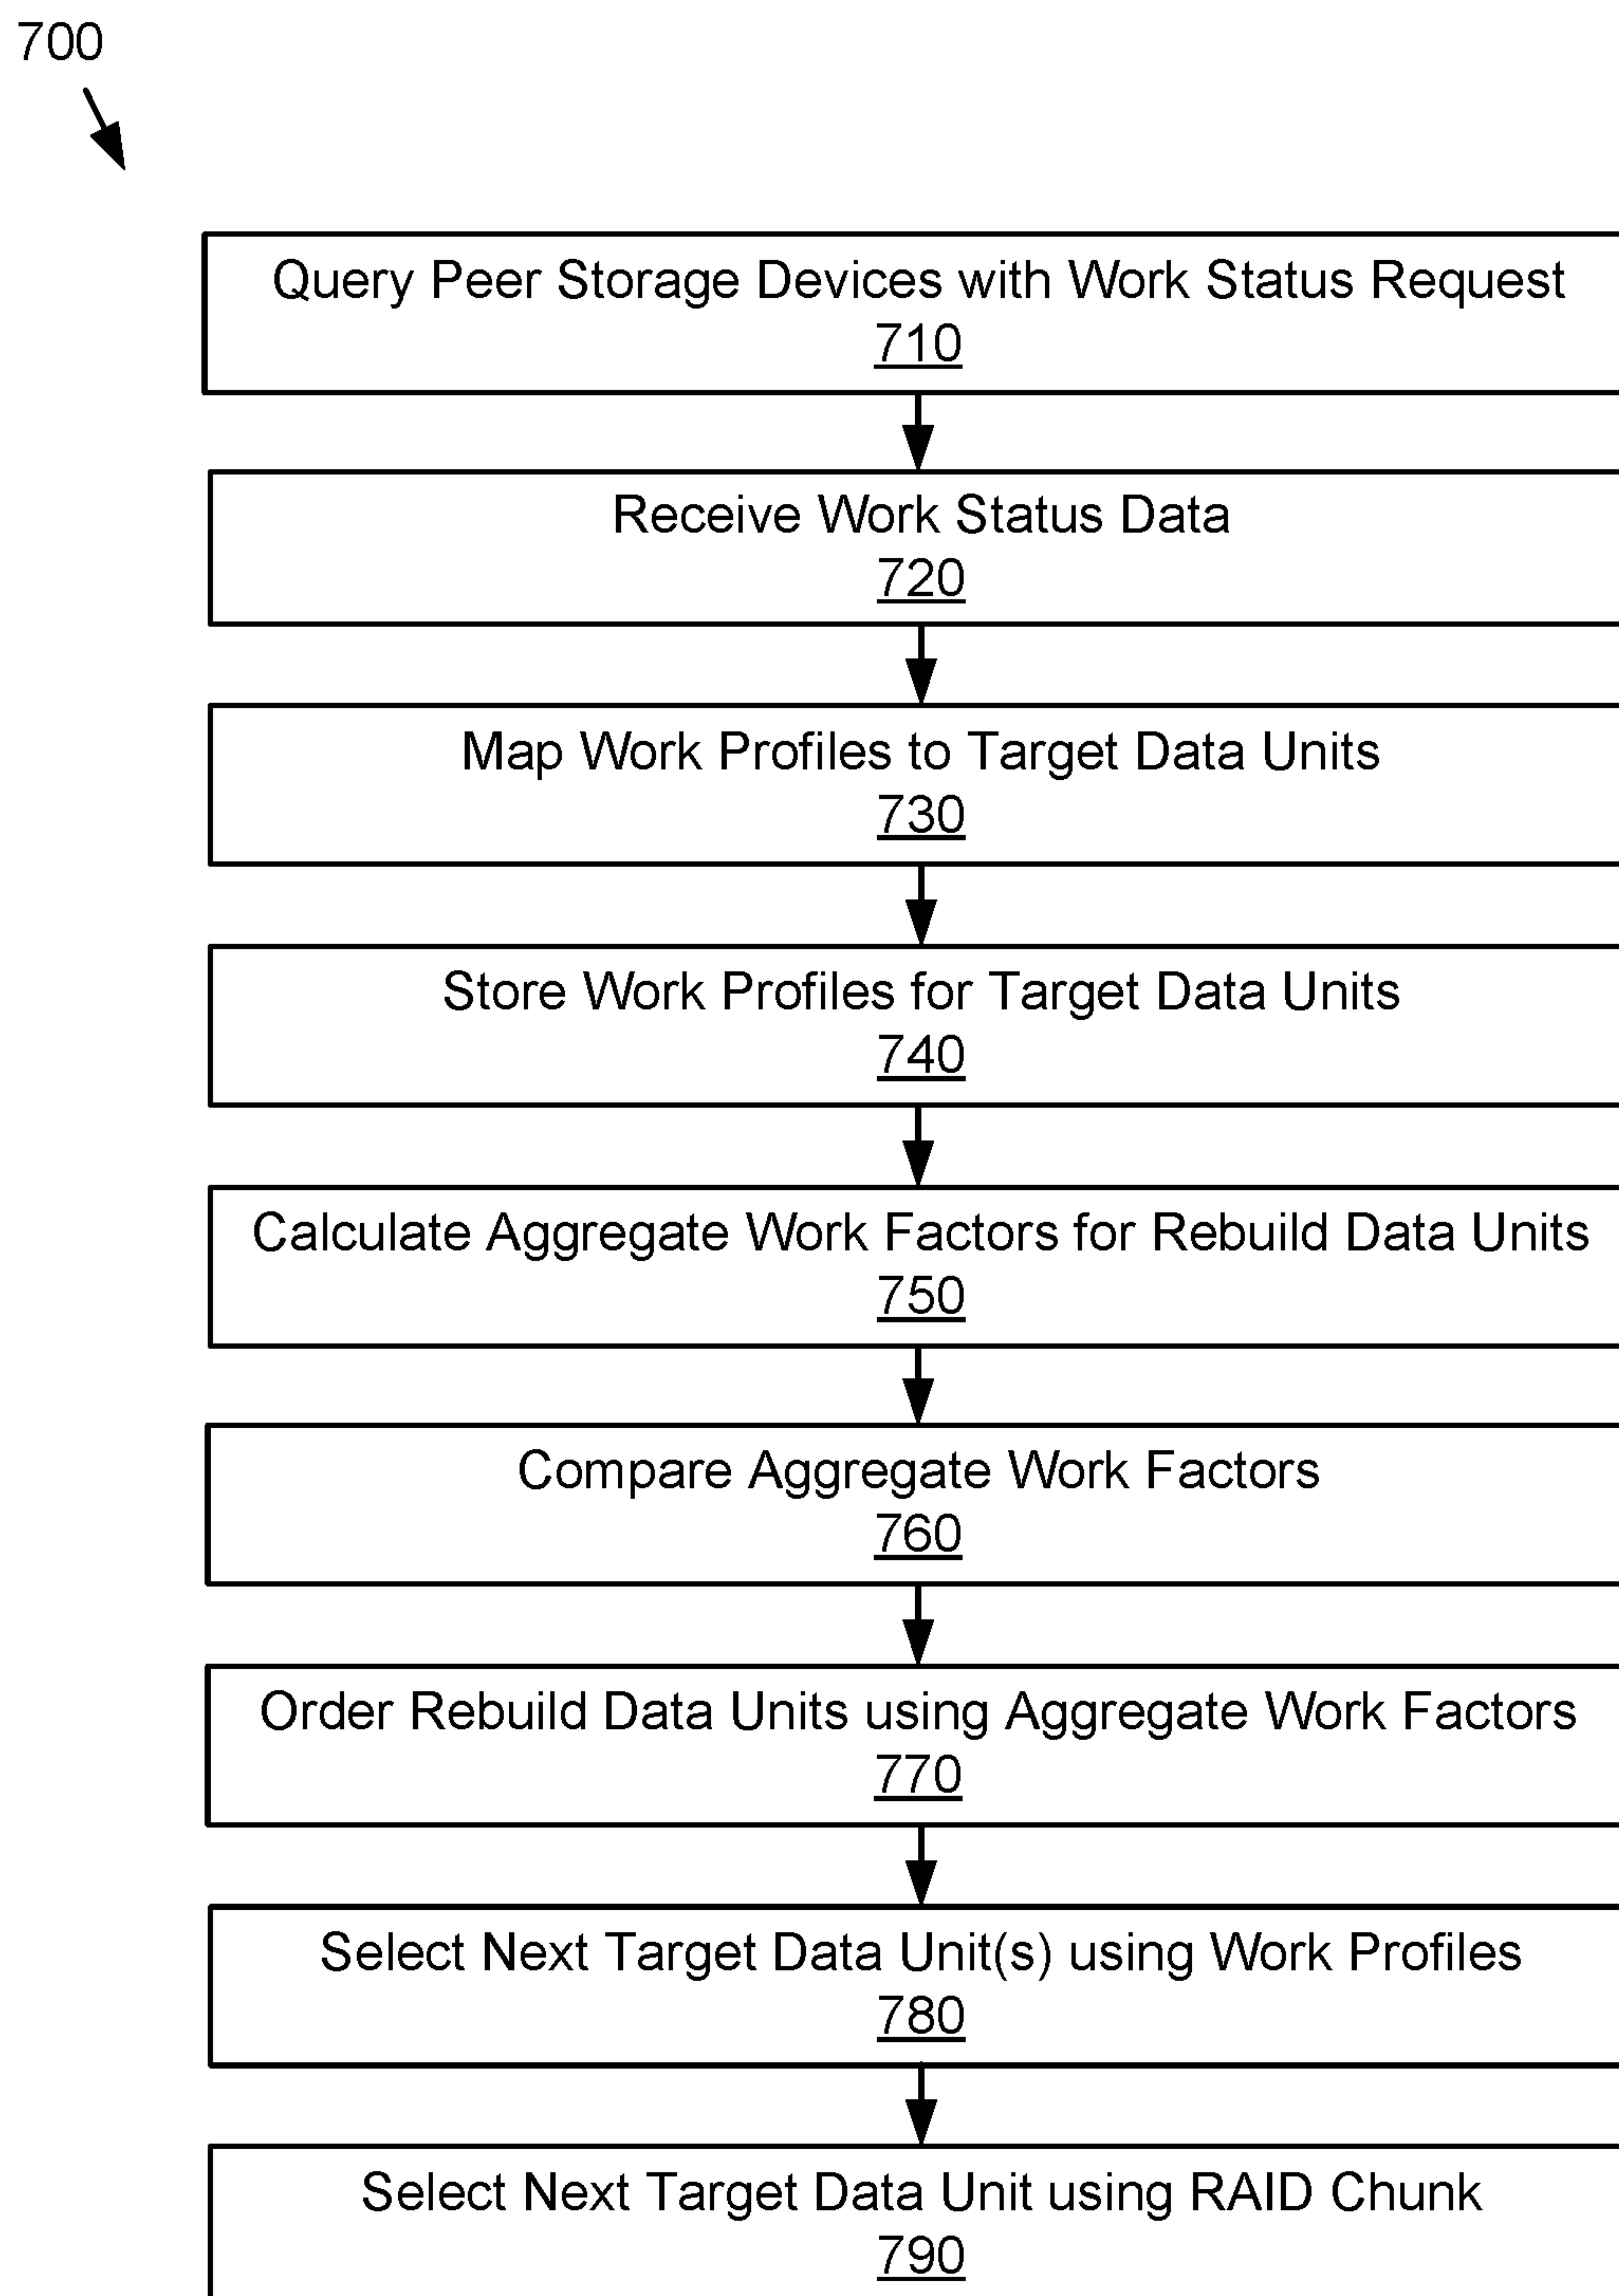 700
Query Peer Storage Devices with Work Status Request
710
Receive Work Status Data
720
Map Work Profiles to Target Data Units
730
Store Work Profiles for Target Data Units
740
Calculate Aggregate Work Factors for Rebuild Data Units
750
Compare Aggregate Work Factors
760
Order Rebuild Data Units using Aggregate Work Factors
770
Select Next Target Data Unit(s) using Work Profiles
780
Select Next Target Data Unit using RAID Chunk
790